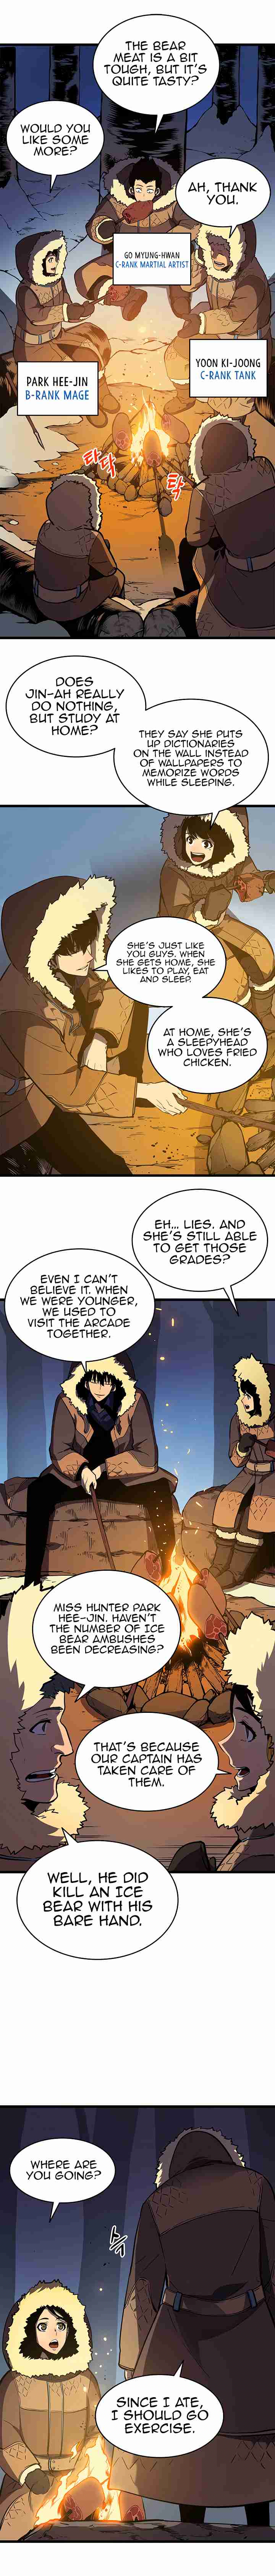 THE BEAR
MEAT IS A BIT
TOUGH, BUT IT'S
QUITE TASTY?
WOULD YOU
LIKE SOME
MORE?
AH, THANK
YOU.
GO MYUNG-HWAN
C-RANK MARTIAL ARTIST
YOON KI-JOONG
C-RANK TANK
PARK HEE-JIN
B-RANK MAGE
타
닥
탁
DOES
JIN-AH REALLY
DO NOTHING,
BUT STUDY AT
HOME?
THEY SAY SHE PUTS
UP DICTIONARIES
ON THE WALL INSTEAD
OF WALLPAPERS TO
MEMORIZE WORDS
WHILE SLEEPING.
SHE'S JUST LIKE
YOU GUYS. WHEN
SHE GETS HOME, SHE
LIKES TO PLAY, EAT
AND SLEEP.
AT HOME, SHE'S
A SLEEPYHEAD
WHO LOVES FRIED
CHICKEN.
EH... LIES. AND
SHE'S STILL ABLE
TO GET THOSE
GRADES?
EVEN I CAN'T
BELIEVE IT. WHEN
WE WERE YOUNGER,
WE USED TO
VISIT THE ARCADE
TOGETHER.
MISS HUNTER PARK
HEE-JIN. HAVEN'T
THE NUMBER OF ICE
BEAR AMBUSHES
BEEN DECREASING?
THAT'S BECAUSE
OUR CAPTAIN HAS
TAKEN CARE OF
THEM.
WELL, HE DID
KILL AN ICE
BEAR WITH HIS
BARE HAND.
WHERE ARE
YOU GOING?
SINCE I ATE,
I SHOULD GO
EXERCISE.